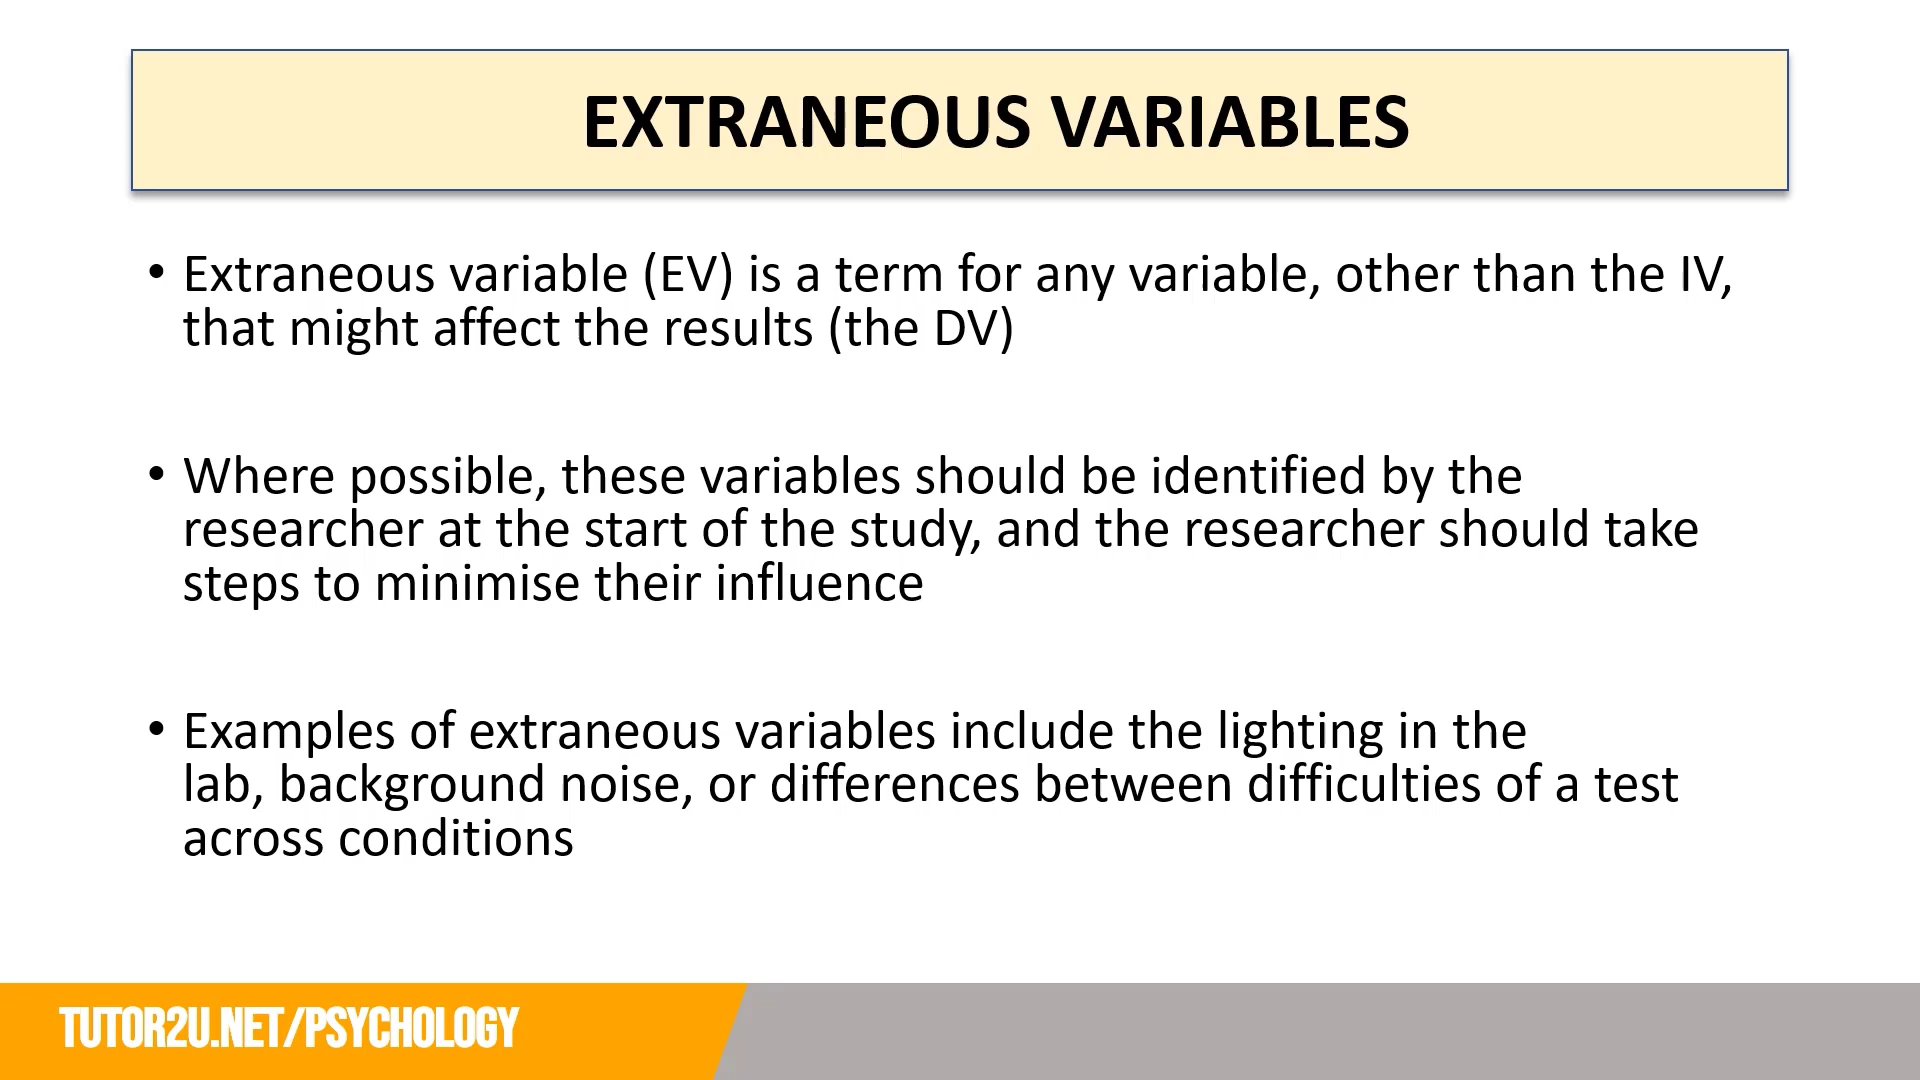 EXTRANEOUS VARIABLES
• Extraneous variable (EV) is a term for any variable, other than the IV,
that might affect the results (the DV)
• Where possible, these variables should be identified by the
researcher at the start of the study, and the researcher should take
steps to minimise their influence
• Examples of extraneous variables include the lighting in the
lab, background noise, or differences between difficulties of a test
across conditions
TUTOR2U.NET/PSYCHOLOGY